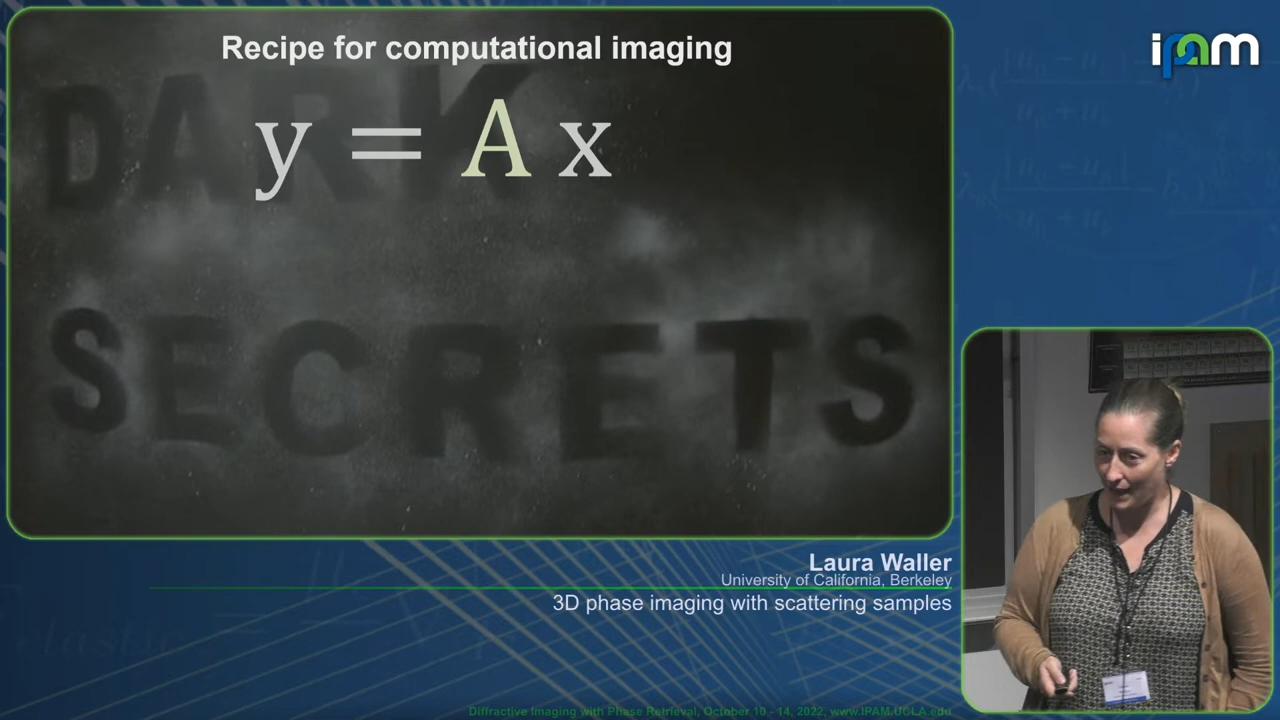 Recipe for computational imaging
y = A x
DARK
SECRETS
ipam
Laura Waller
University of California, Berkeley
3D phase imaging with scattering samples
Diffractive Imaging with Phase Retrieval, October 10 - 14, 2022, www.IPAM.UCLA.edu